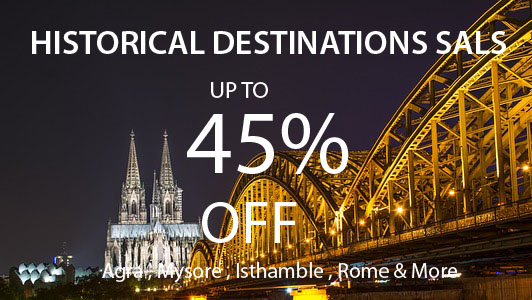 HISTORICAL DESTINATIONS SALS
UP TO
45%
OFF
Agra , Mysore , Isthamble , Rome & More